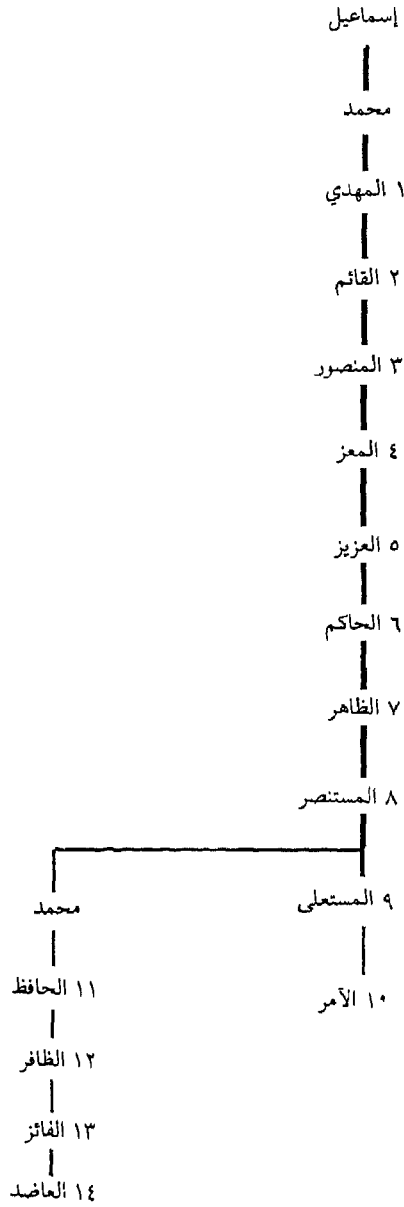 إسماعيل
محمد
١ المهدي
٢ القائم
٣ المنصور
٤ المعز
٥ العزيز
٦ الحاكم
٧ الظاهر
٨ المستنصر
٩ المستعلى
محمد
١٠ الآمر
١١ الحافظ
١٢ الظافر
١٣ الفائز
١٤ العاضد